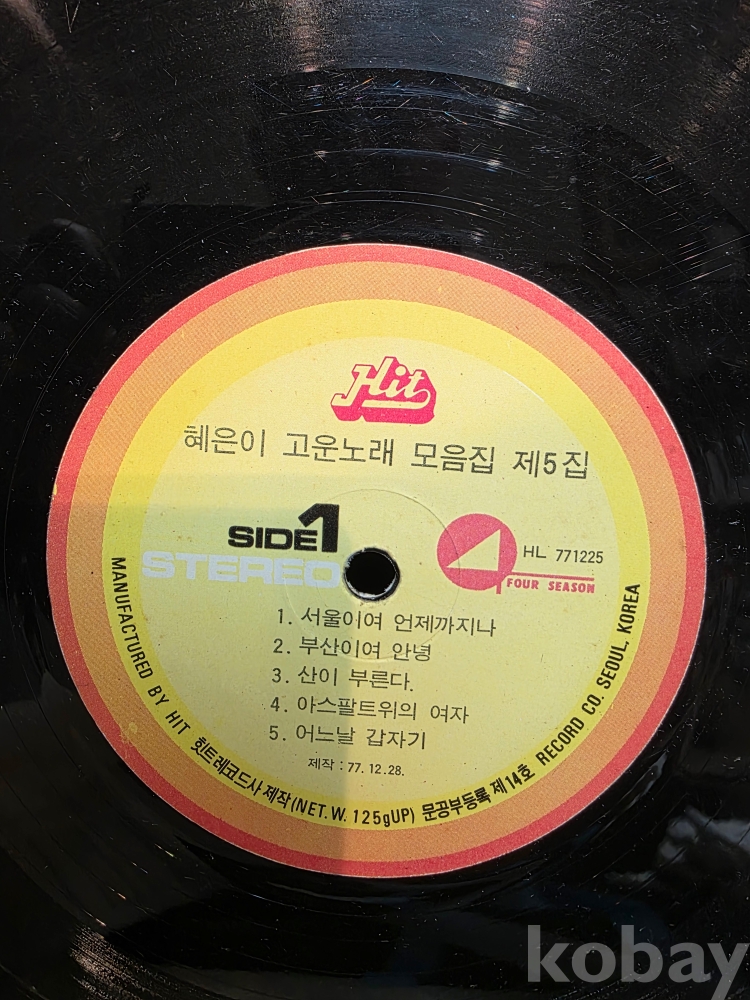 Hit
혜은이 고운노래 모음집 제5집
SIDE 1
STEREO
4
HL 771225
FOUR SEASON
1. 서울이여 언제까지나
2. 부산이여 안녕
3. 산이 부른다.
4. 아스팔트위의 여자
5. 어느날 갑자기
제작 : 77. 12. 28.
MANUFACTURED BY HIT 힛트레코드사 제작 (NET. W. 125gUP) 문공부등록 제14호 RECORD CO. SEOUL, KOREA
kobay